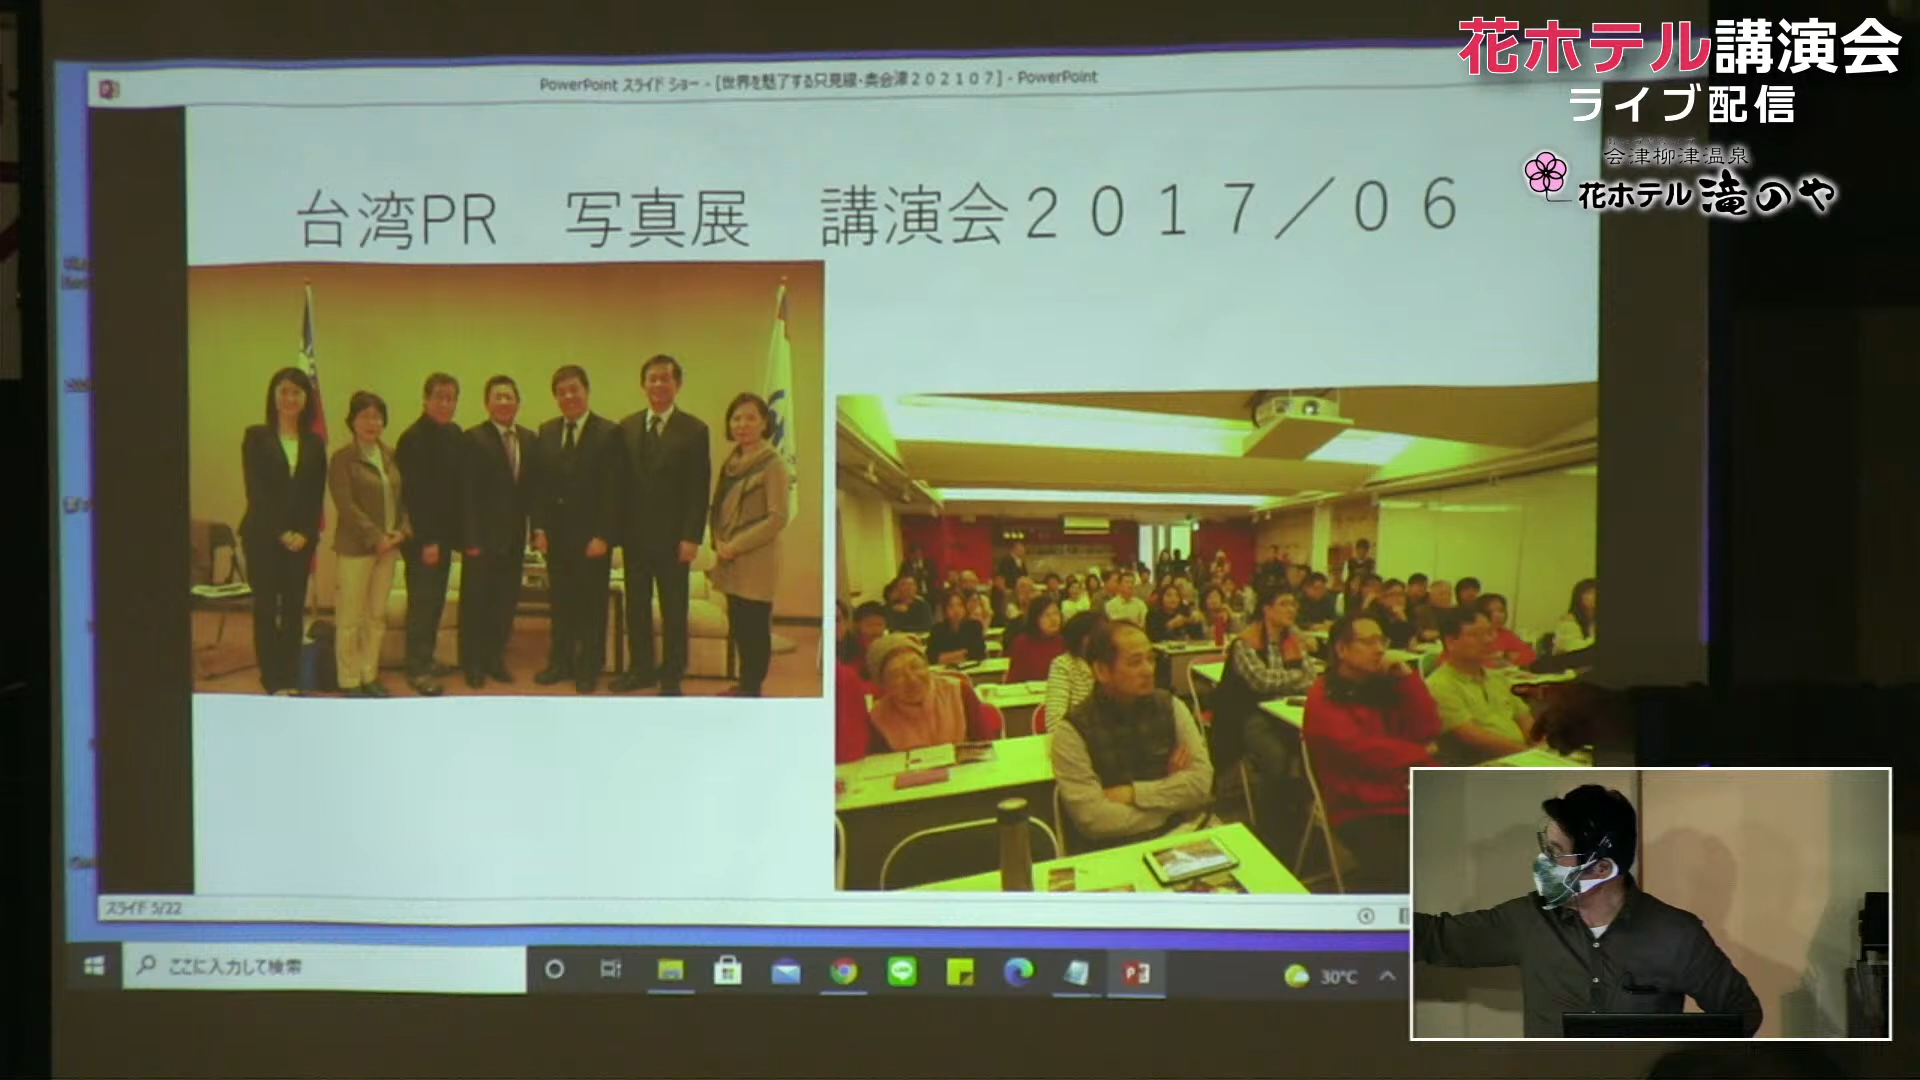 花ホテル講演会
ライブ配信
会津柳津温泉
花ホテル 滝のや
PowerPoint スライド ショー - [世界を魅了する只見線・奥会津２０２１０７] - PowerPoint
台湾PR　写真展　講演会２０１７／０６
スライド 5/22
ここに入力して検索
30°C